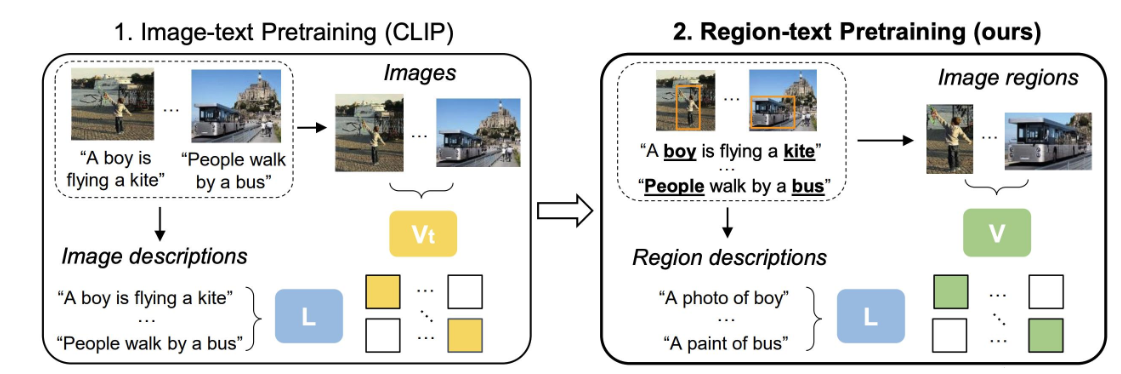 1. Image-text Pretraining (CLIP)
Images
...
...
"A boy is
flying a kite"
"People walk
by a bus"
Vt
Image descriptions
"A boy is flying a kite"
...
"People walk by a bus"
L
...
⋱
...
2. Region-text Pretraining (ours)
Image regions
...
...
"A boy is flying a kite"
...
"People walk by a bus"
V
Region descriptions
"A photo of boy"
...
"A paint of bus"
L
...
⋱
...